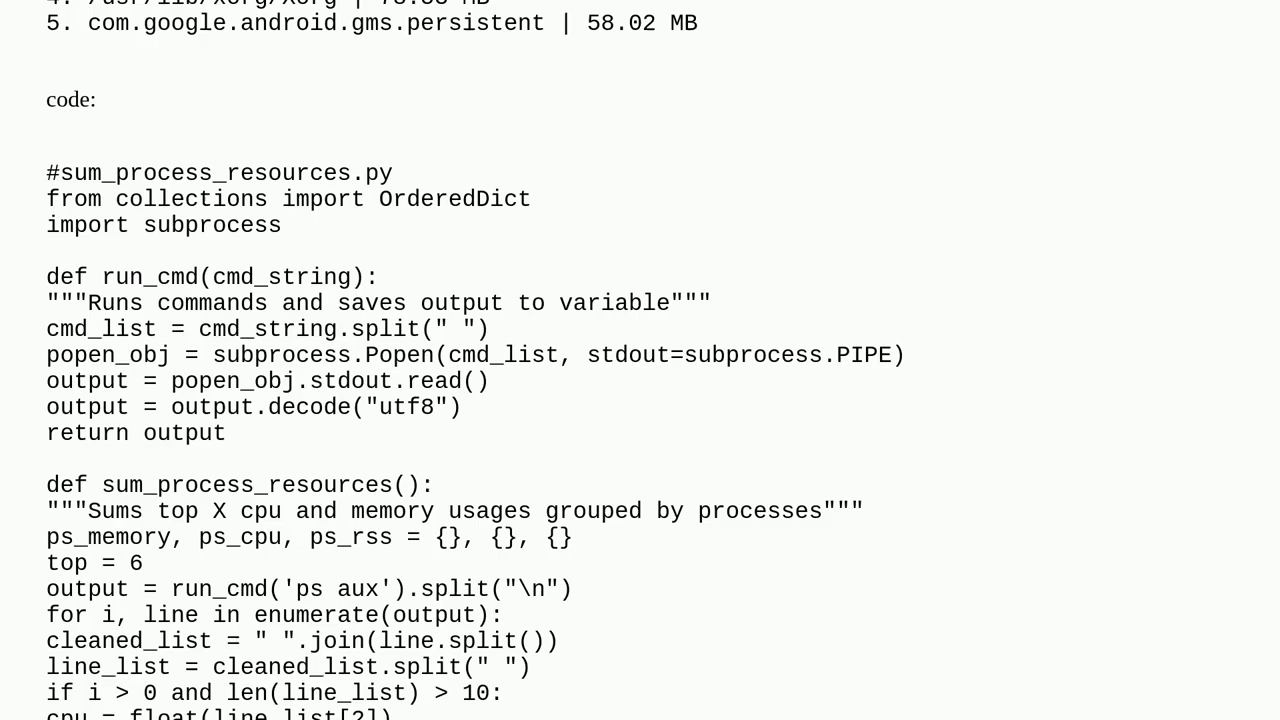 5. com.google.android.gms.persistent | 58.02 MB
code:
#sum_process_resources.py
from collections import OrderedDict
import subprocess
def run_cmd(cmd_string):
"""Runs commands and saves output to variable"""
cmd_list = cmd_string.split(" ")
popen_obj = subprocess.Popen(cmd_list, stdout=subprocess.PIPE)
output = popen_obj.stdout.read()
output = output.decode("utf8")
return output
def sum_process_resources():
"""Sums top X cpu and memory usages grouped by processes"""
ps_memory, ps_cpu, ps_rss = {}, {}, {}
top = 6
output = run_cmd('ps aux').split("\n")
for i, line in enumerate(output):
cleaned_list = " ".join(line.split())
line_list = cleaned_list.split(" ")
if i > 0 and len(line_list) > 10:
cpu = float(line_list[2])